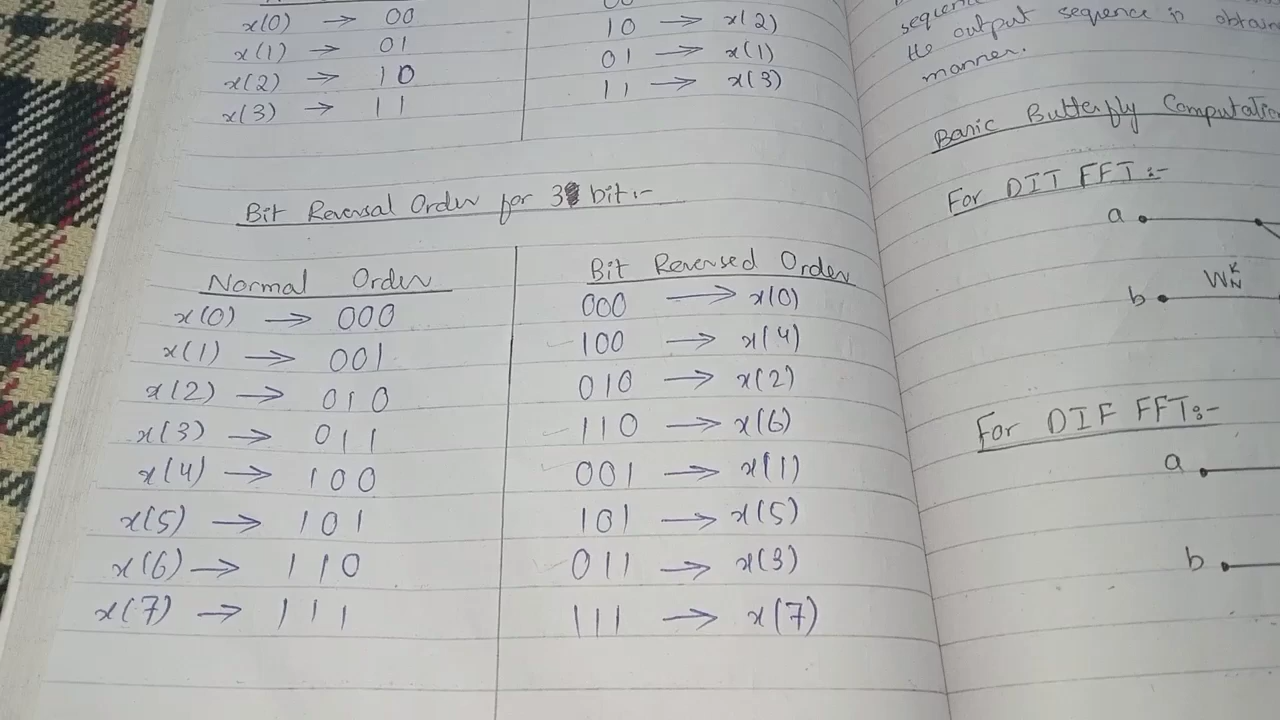 x(0) → 00
x(1) → 01
x(2) → 10
x(3) → 11
10 → x(2)
01 → x(1)
11 → x(3)
Bit Reversal Order for 3 bit:-
Normal Order
x(0) → 000
x(1) → 001
x(2) → 010
x(3) → 011
x(4) → 100
x(5) → 101
x(6) → 110
x(7) → 111
Bit Reversed Order
000 → x(0)
100 → x(4)
010 → x(2)
110 → x(6)
001 → x(1)
101 → x(5)
011 → x(3)
111 → x(7)
the output sequence is
manner.
Basic Butterfly
For DIT FFT:-
a
b W_N^K
For DIF FFT:-
a
b